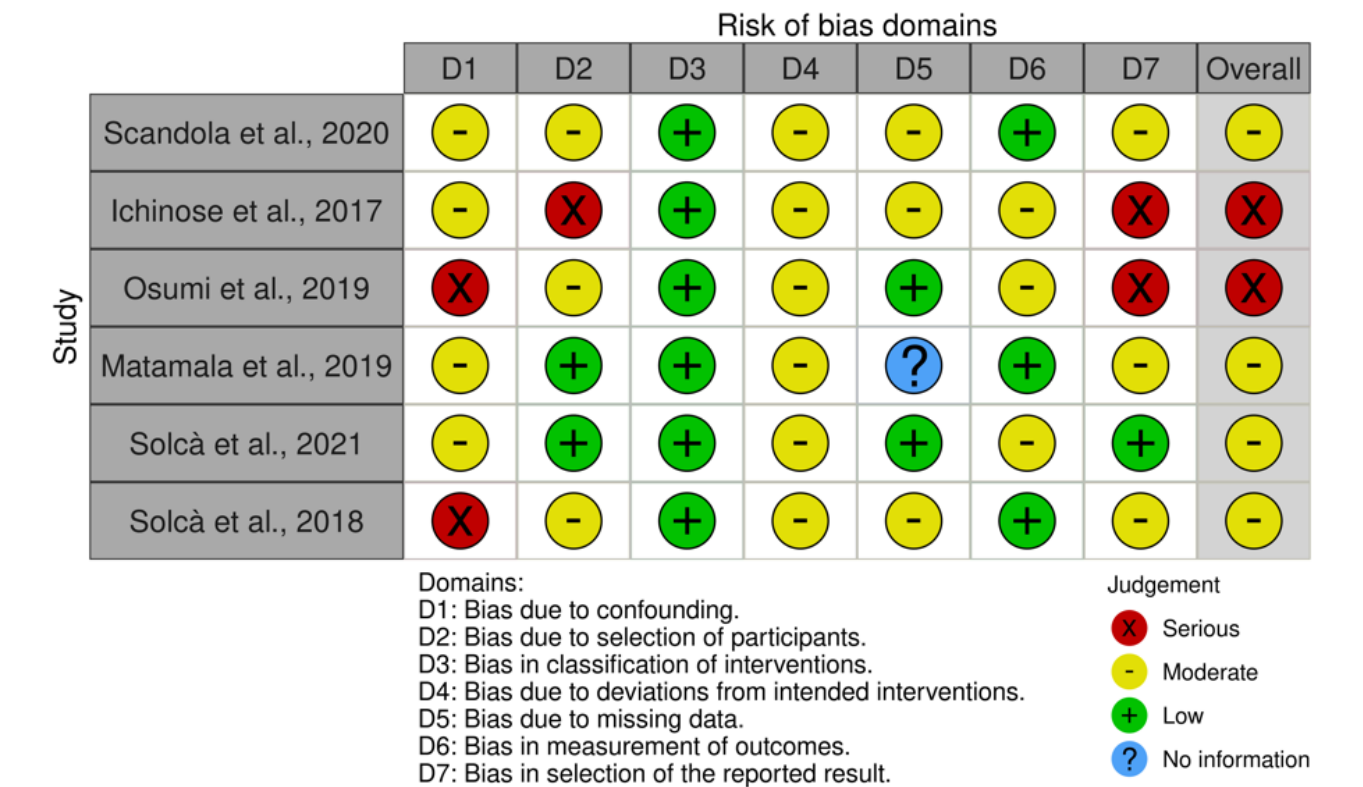 Risk of bias domains
D1 D2 D3 D4 D5 D6 D7 Overall
Study
Scandola et al., 2020 - - + - - + - -
Ichinose et al., 2017 - X + - - - X X
Osumi et al., 2019 X - + - + - X X
Matamala et al., 2019 - + + - ? + - -
Solcà et al., 2021 - + + - + - + -
Solcà et al., 2018 X - + - - + - -
Domains:
D1: Bias due to confounding.
D2: Bias due to selection of participants.
D3: Bias in classification of interventions.
D4: Bias due to deviations from intended interventions.
D5: Bias due to missing data.
D6: Bias in measurement of outcomes.
D7: Bias in selection of the reported result.
Judgement
X Serious
- Moderate
+ Low
? No information